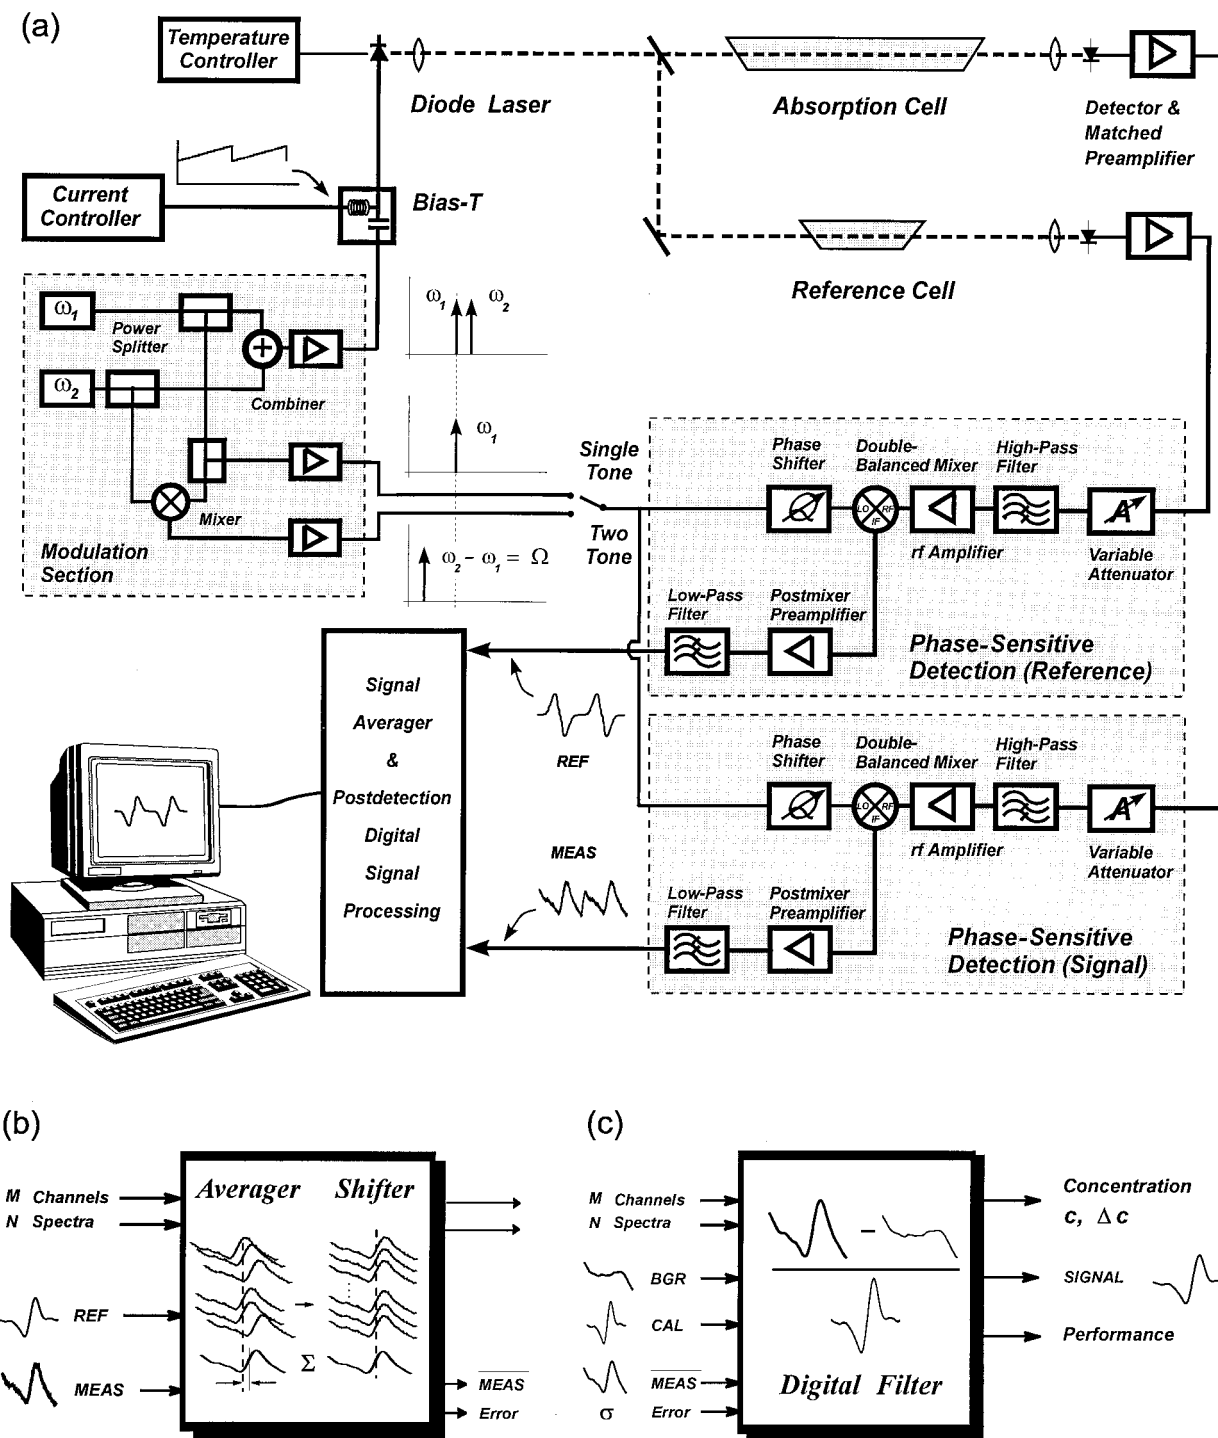 (a)
Temperature
Controller
Diode Laser
Absorption Cell
Detector &
Matched
Preamplifier
Current
Controller
Bias-T
Reference Cell
ω1
Power
Splitter
ω2
Combiner
Mixer
Modulation
Section
ω1 ω2
ω1
ω2 − ω1 = Ω
Single
Tone
Two
Tone
Phase
Shifter
Double-
Balanced Mixer
High-Pass
Filter
LO RF
IF
A
rf Amplifier
Variable
Attenuator
Low-Pass
Filter
Postmixer
Preamplifier
Phase-Sensitive
Detection (Reference)
Phase
Shifter
Double-
Balanced Mixer
High-Pass
Filter
LO RF
IF
A
rf Amplifier
Variable
Attenuator
Low-Pass
Filter
Postmixer
Preamplifier
Phase-Sensitive
Detection (Signal)
REF
MEAS
Signal
Averager
&
Postdetection
Digital
Signal
Processing
(b)
M Channels
N Spectra
REF
MEAS
Averager Shifter
Σ
MEAS
Error
(c)
M Channels
N Spectra
BGR
CAL
MEAS
σ Error
−
Digital Filter
Concentration
c, Δc
SIGNAL
Performance